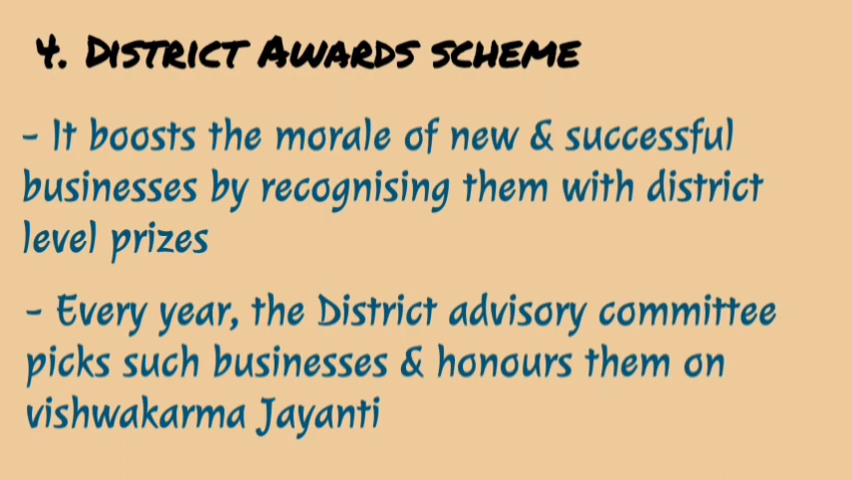 4. District Awards scheme
- It boosts the morale of new & successful
businesses by recognising them with district
level prizes
- Every year, the District advisory committee
picks such businesses & honours them on
vishwakarma Jayanti